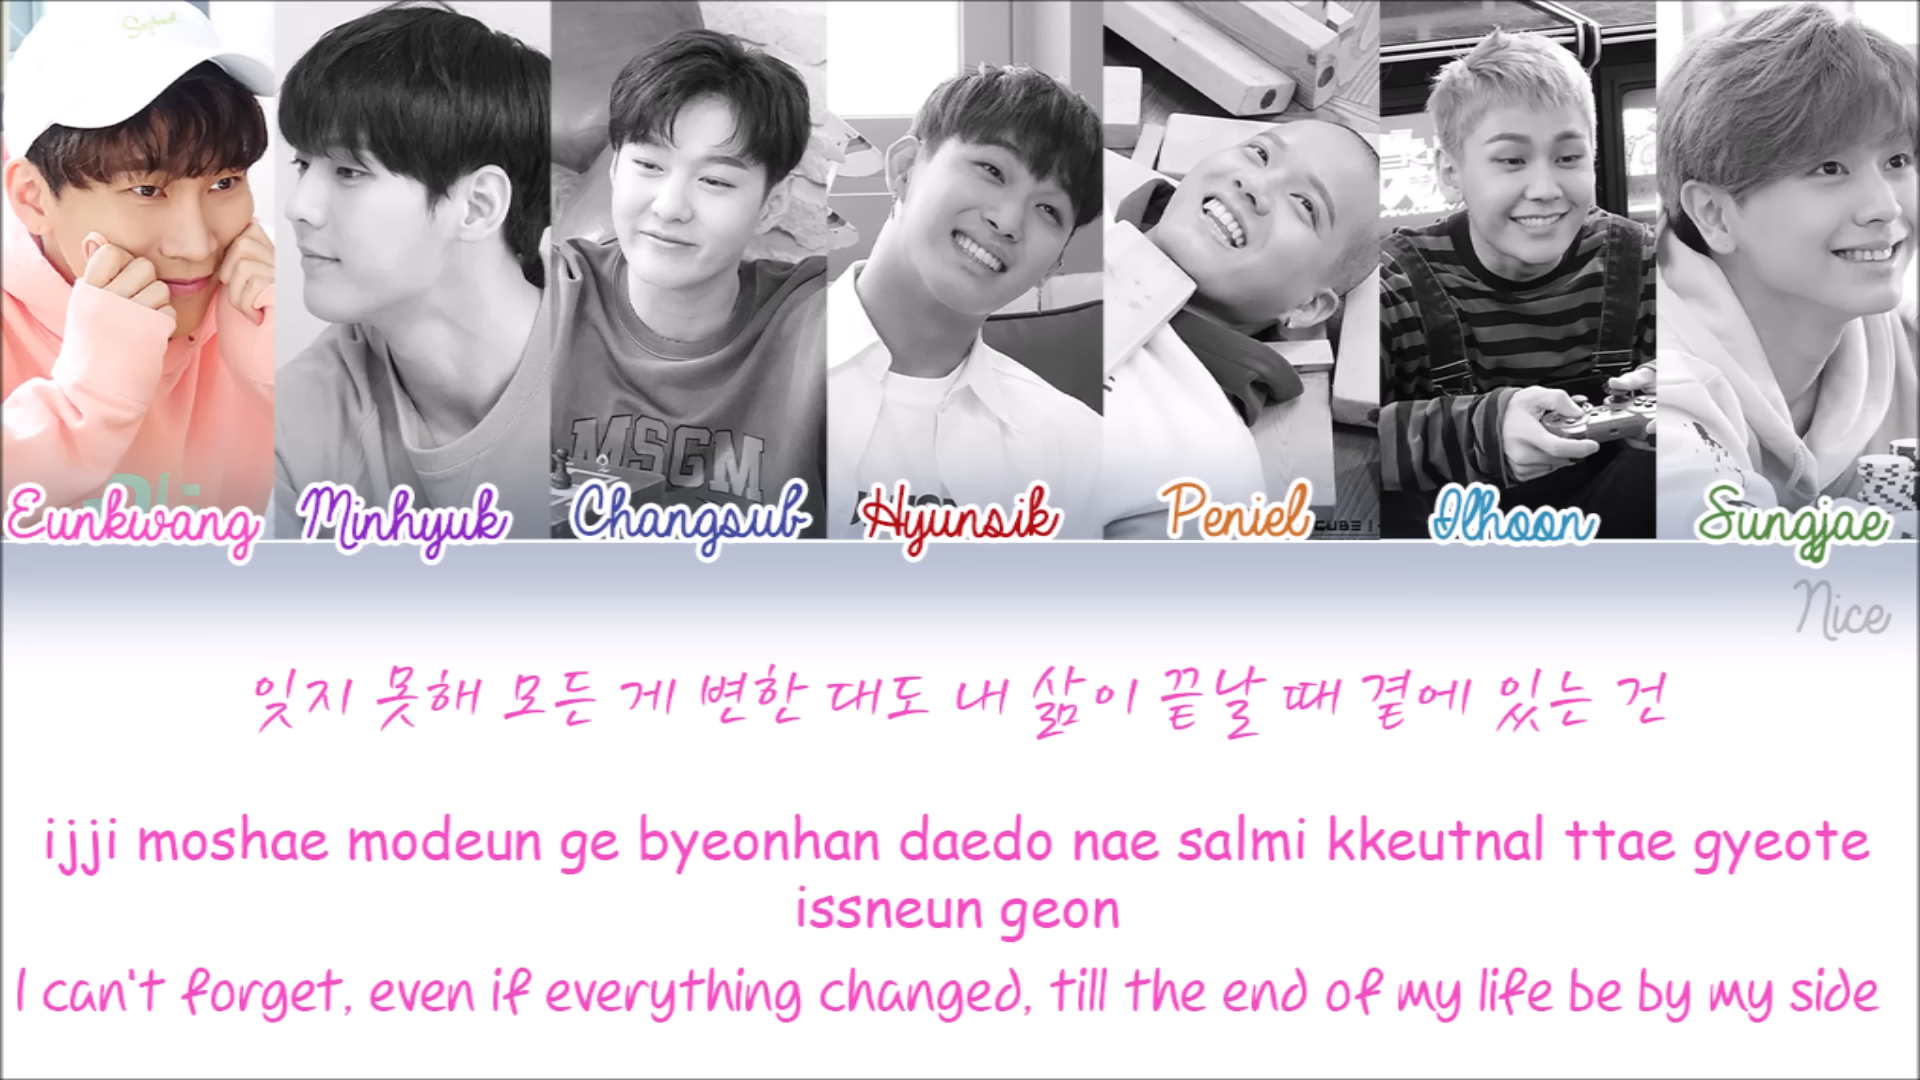 Eunkwang Minhyuk Changsub Hyunsik Peniel Ilhoon Sungjae
MSGM
CUBE
Nice
잊지 못해 모든 게 변한 대도 내 삶이 끝날 때 곁에 있는 건
ijji moshae modeun ge byeonhan daedo nae salmi kkeutnal ttae gyeote
issneun geon
I can't forget, even if everything changed, till the end of my life be by my side